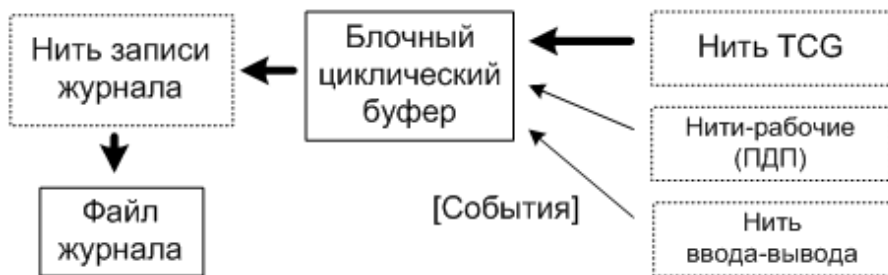 Нить записи
журнала
Блочный
циклический
буфер
Нить TCG
Нити-рабочие
(ПДП)
Файл
журнала
[События]
Нить
ввода-вывода